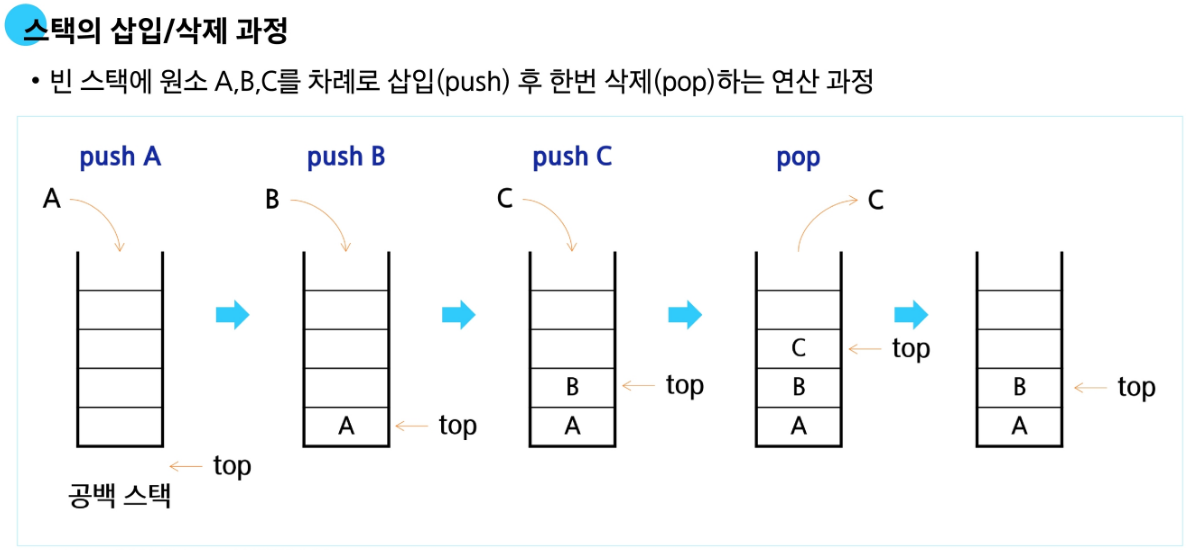 스택의 삽입/삭제 과정
• 빈 스택에 원소 A,B,C를 차례로 삽입(push) 후 한번 삭제(pop)하는 연산 과정
push A
push B
push C
pop
A
B
C
C
C
top
B
top
B
B
top
A
top
A
A
A
top
공백 스택